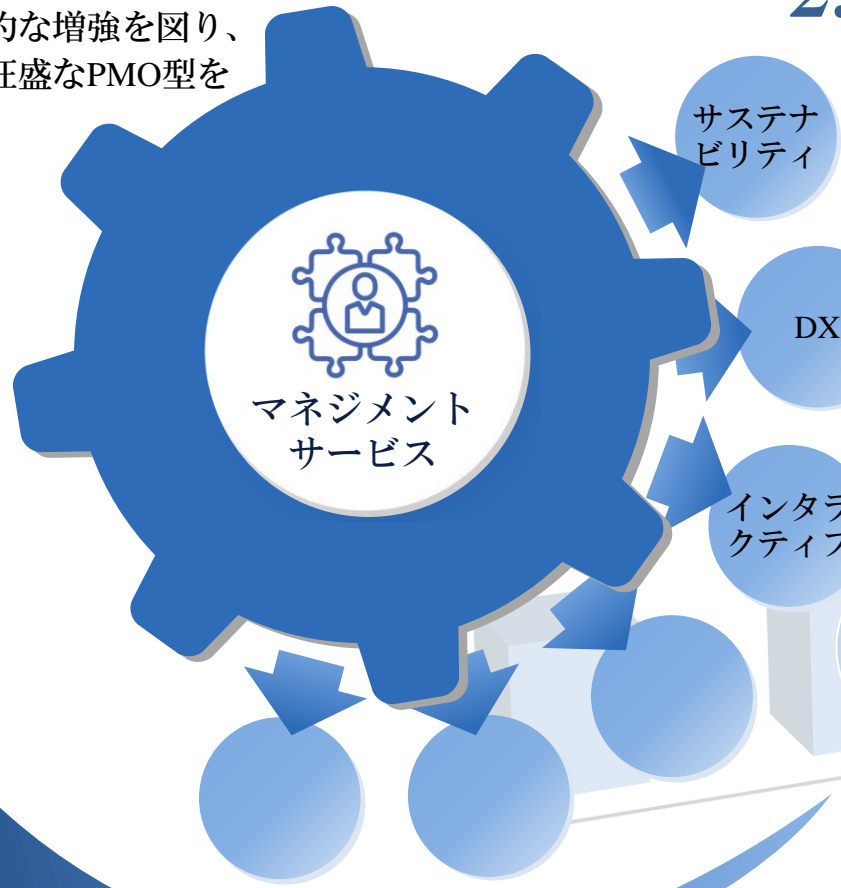 的な増強を図り、
旺盛なPMO型を
2.
サステナ
ビリティ
DX
マネジメント
サービス
インタラ
クティブ